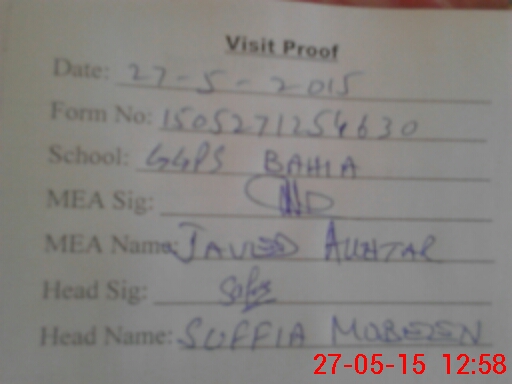 Visit Proof
Date: 27-5-2015
Form No: 1505271254630
School: GGPS BAHIA
MEA Sig:
MEA Name: JAVED AKHTAR
Head Sig:
Head Name: SUFFIA MOBEEN
27-05-15 12:58